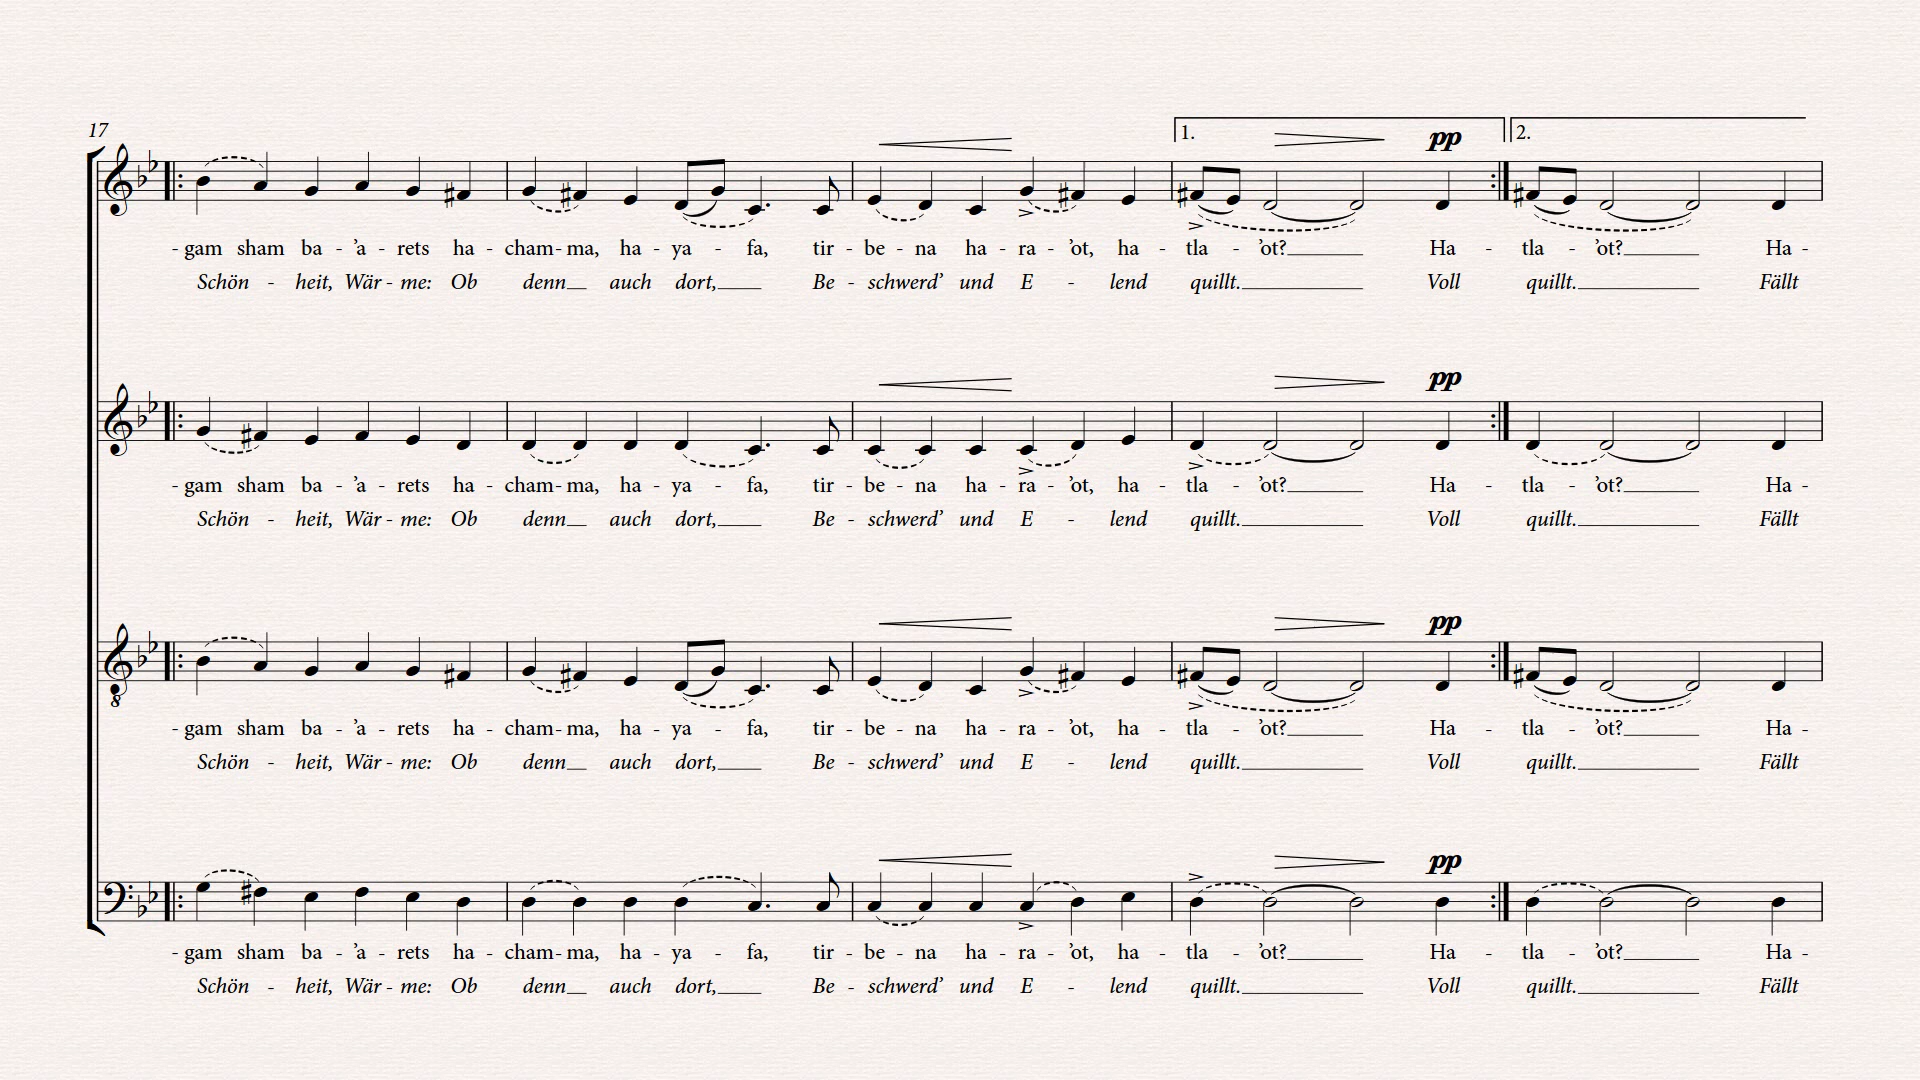 17
1. pp 2.
- gam sham ba - ’a - rets ha - cham - ma, ha - ya - fa, tir - be - na ha - ra - ’ot, ha - tla - ’ot? Ha - tla - ’ot? Ha -
Schön - heit, Wär - me: Ob denn auch dort, Be - schwerd’ und E - lend quillt. Voll quillt. Fällt
pp
- gam sham ba - ’a - rets ha - cham - ma, ha - ya - fa, tir - be - na ha - ra - ’ot, ha - tla - ’ot? Ha - tla - ’ot? Ha -
Schön - heit, Wär - me: Ob denn auch dort, Be - schwerd’ und E - lend quillt. Voll quillt. Fällt
pp
8
- gam sham ba - ’a - rets ha - cham - ma, ha - ya - fa, tir - be - na ha - ra - ’ot, ha - tla - ’ot? Ha - tla - ’ot? Ha -
Schön - heit, Wär - me: Ob denn auch dort, Be - schwerd’ und E - lend quillt. Voll quillt. Fällt
pp
- gam sham ba - ’a - rets ha - cham - ma, ha - ya - fa, tir - be - na ha - ra - ’ot, ha - tla - ’ot? Ha - tla - ’ot? Ha -
Schön - heit, Wär - me: Ob denn auch dort, Be - schwerd’ und E - lend quillt. Voll quillt. Fällt